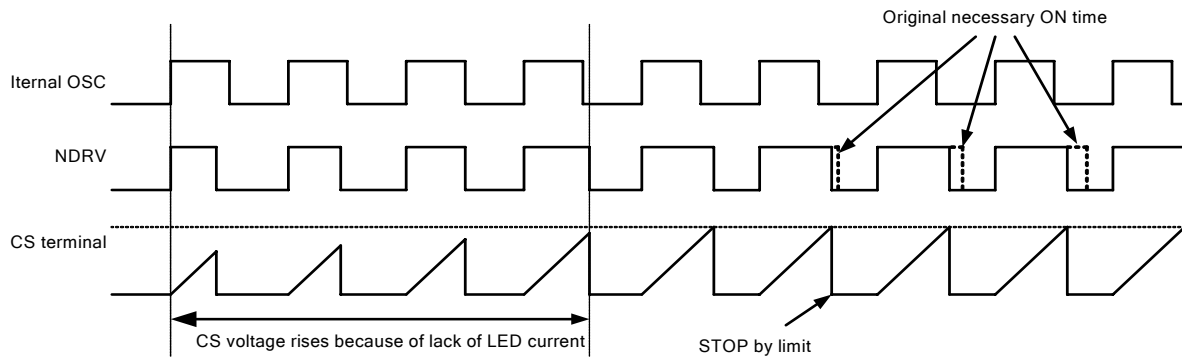 Original necessary ON time
Iternal OSC
NDRV
CS terminal
CS voltage rises because of lack of LED current
STOP by limit